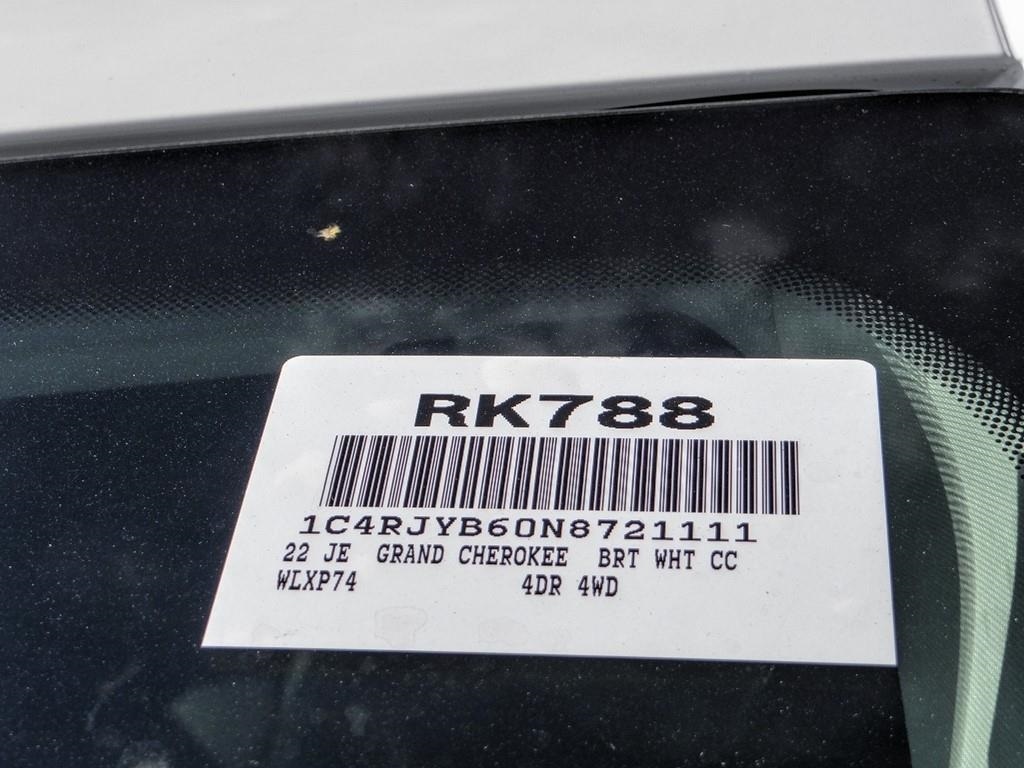 RK788
1C4RJYB60N8721111
22 JE GRAND CHEROKEE BRT WHT CC
WLXP74 4DR 4WD